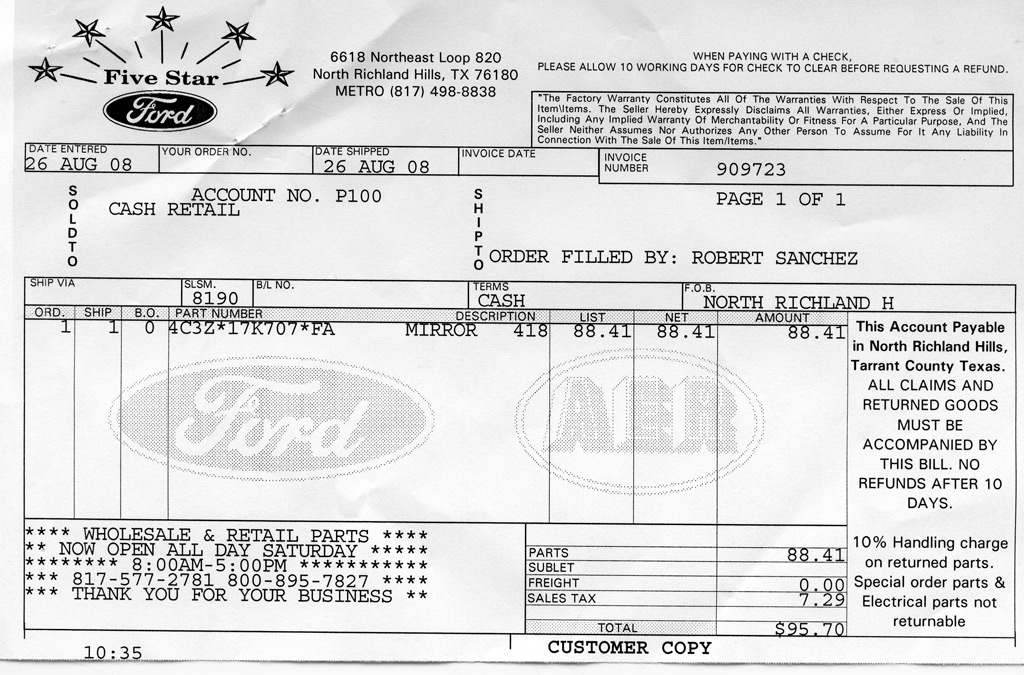 Five Star
Ford
6618 Northeast Loop 820
North Richland Hills, TX 76180
METRO (817) 498-8838
WHEN PAYING WITH A CHECK,
PLEASE ALLOW 10 WORKING DAYS FOR CHECK TO CLEAR BEFORE REQUESTING A REFUND.
"The Factory Warranty Constitutes All Of The Warranties With Respect To The Sale Of This
Item\Items. The Seller Hereby Expressly Disclaims All Warranties, Either Express Or Implied,
Including Any Implied Warranty Of Merchantability Or Fitness For A Particular Purpose, And The
Seller Neither Assumes Nor Authorizes Any Other Person To Assume For It Any Liability In
Connection With The Sale Of This Item/Items."
DATE ENTERED YOUR ORDER NO. DATE SHIPPED INVOICE DATE INVOICE NUMBER
26 AUG 08 26 AUG 08 909723
SOLD TO
ACCOUNT NO. P100
CASH RETAIL
SHIP TO
PAGE 1 OF 1
ORDER FILLED BY: ROBERT SANCHEZ
SHIP VIA SLSM. B/L NO. TERMS F.O.B.
8190 CASH NORTH RICHLAND H
ORD. SHIP B.O. PART NUMBER DESCRIPTION LIST NET AMOUNT
1 1 0 4C3Z*17K707*FA MIRROR 418 88.41 88.41 88.41
Ford
AER
This Account Payable
in North Richland Hills,
Tarrant County Texas.
ALL CLAIMS AND
RETURNED GOODS
MUST BE
ACCOMPANIED BY
THIS BILL. NO
REFUNDS AFTER 10
DAYS.
10% Handling charge
on returned parts.
Special order parts &
Electrical parts not
returnable
**** WHOLESALE & RETAIL PARTS ****
** NOW OPEN ALL DAY SATURDAY *****
******** 8:00AM-5:00PM ***********
*** 817-577-2781 800-895-7827 ****
*** THANK YOU FOR YOUR BUSINESS **
PARTS 88.41
SUBLET
FREIGHT 0.00
SALES TAX 7.29
TOTAL $95.70
10:35
CUSTOMER COPY